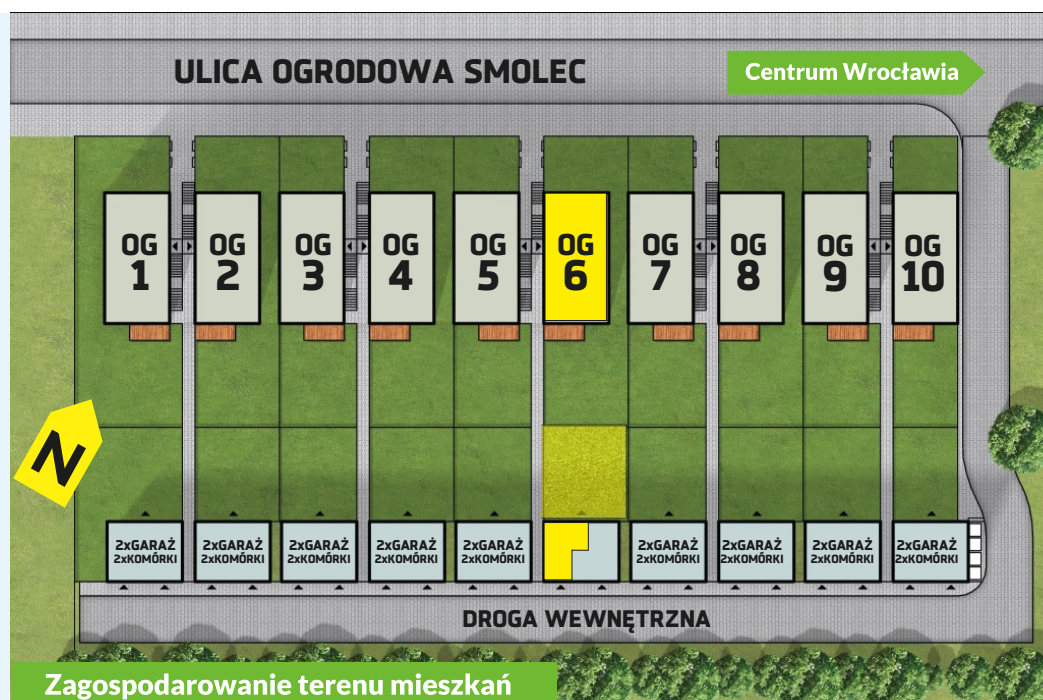 ULICA OGRODOWA SMOLEC
Centrum Wrocławia
OG
1
OG
2
OG
3
OG
4
OG
5
OG
6
OG
7
OG
8
OG
9
OG
10
N
2xGARAŻ
2xKOMÓRKI
2xGARAŻ
2xKOMÓRKI
2xGARAŻ
2xKOMÓRKI
2xGARAŻ
2xKOMÓRKI
2xGARAŻ
2xKOMÓRKI
2xGARAŻ
2xKOMÓRKI
2xGARAŻ
2xKOMÓRKI
2xGARAŻ
2xKOMÓRKI
2xGARAŻ
2xKOMÓRKI
DROGA WEWNĘTRZNA
Zagospodarowanie terenu mieszkań